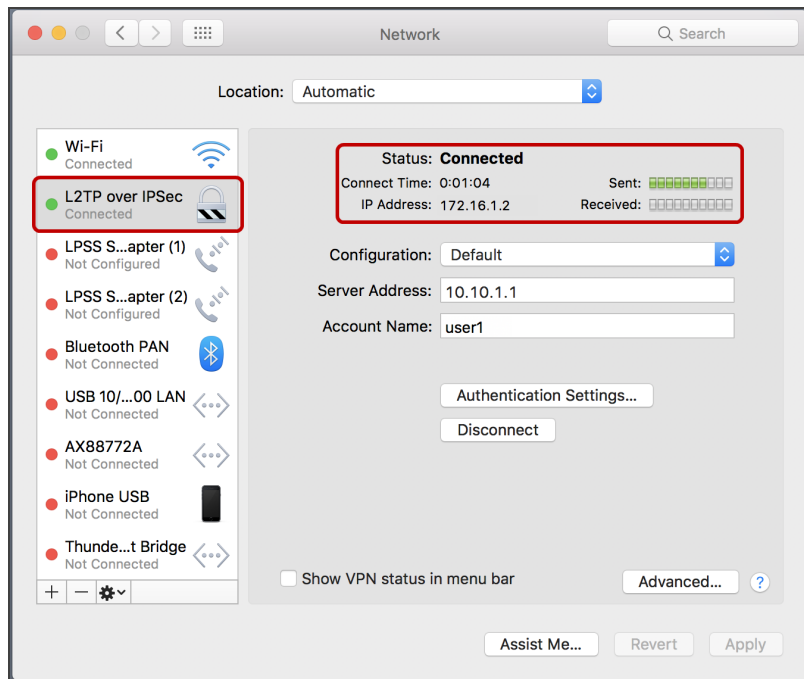 Network
Search
Location: Automatic
Wi-Fi
Connected
L2TP over IPSec
Connected
LPSS S...apter (1)
Not Configured
LPSS S...apter (2)
Not Configured
Bluetooth PAN
Not Connected
USB 10/...00 LAN
Not Connected
AX88772A
Not Connected
iPhone USB
Not Connected
Thunde...t Bridge
Not Connected
Status: Connected
Connect Time: 0:01:04 Sent:
IP Address: 172.16.1.2 Received:
Configuration: Default
Server Address: 10.10.1.1
Account Name: user1
Authentication Settings...
Disconnect
Show VPN status in menu bar
Advanced... ?
Assist Me... Revert Apply